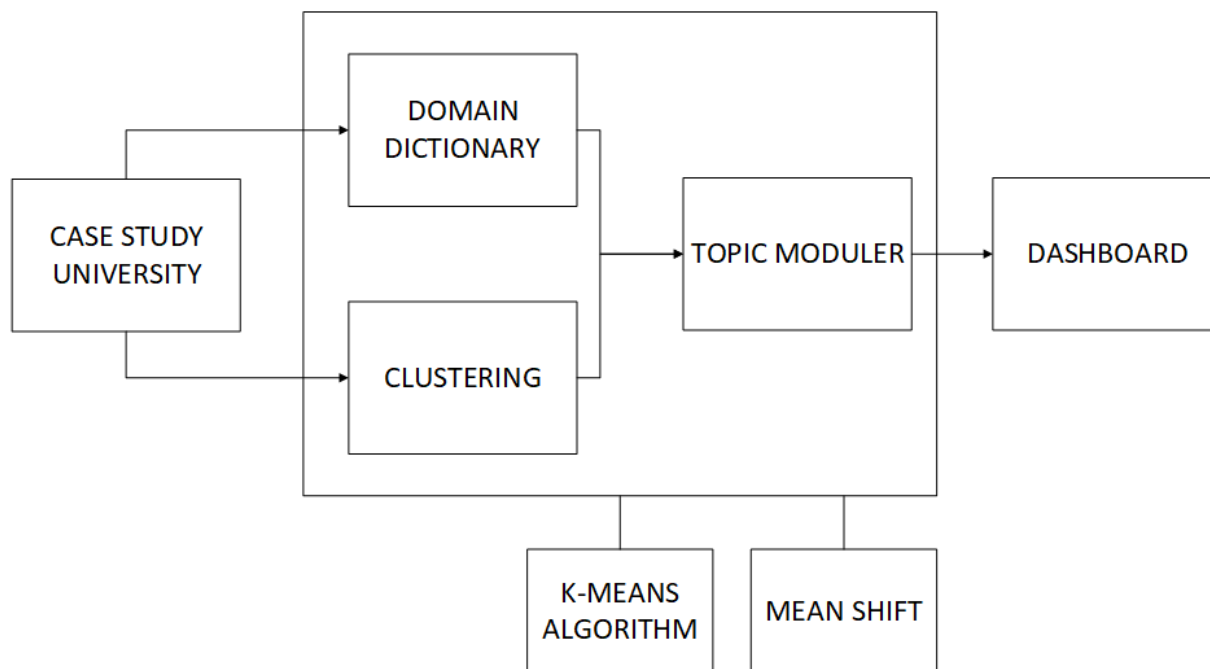 DOMAIN
DICTIONARY
CASE STUDY
UNIVERSITY
TOPIC MODULER
DASHBOARD
CLUSTERING
K-MEANS
ALGORITHM
MEAN SHIFT